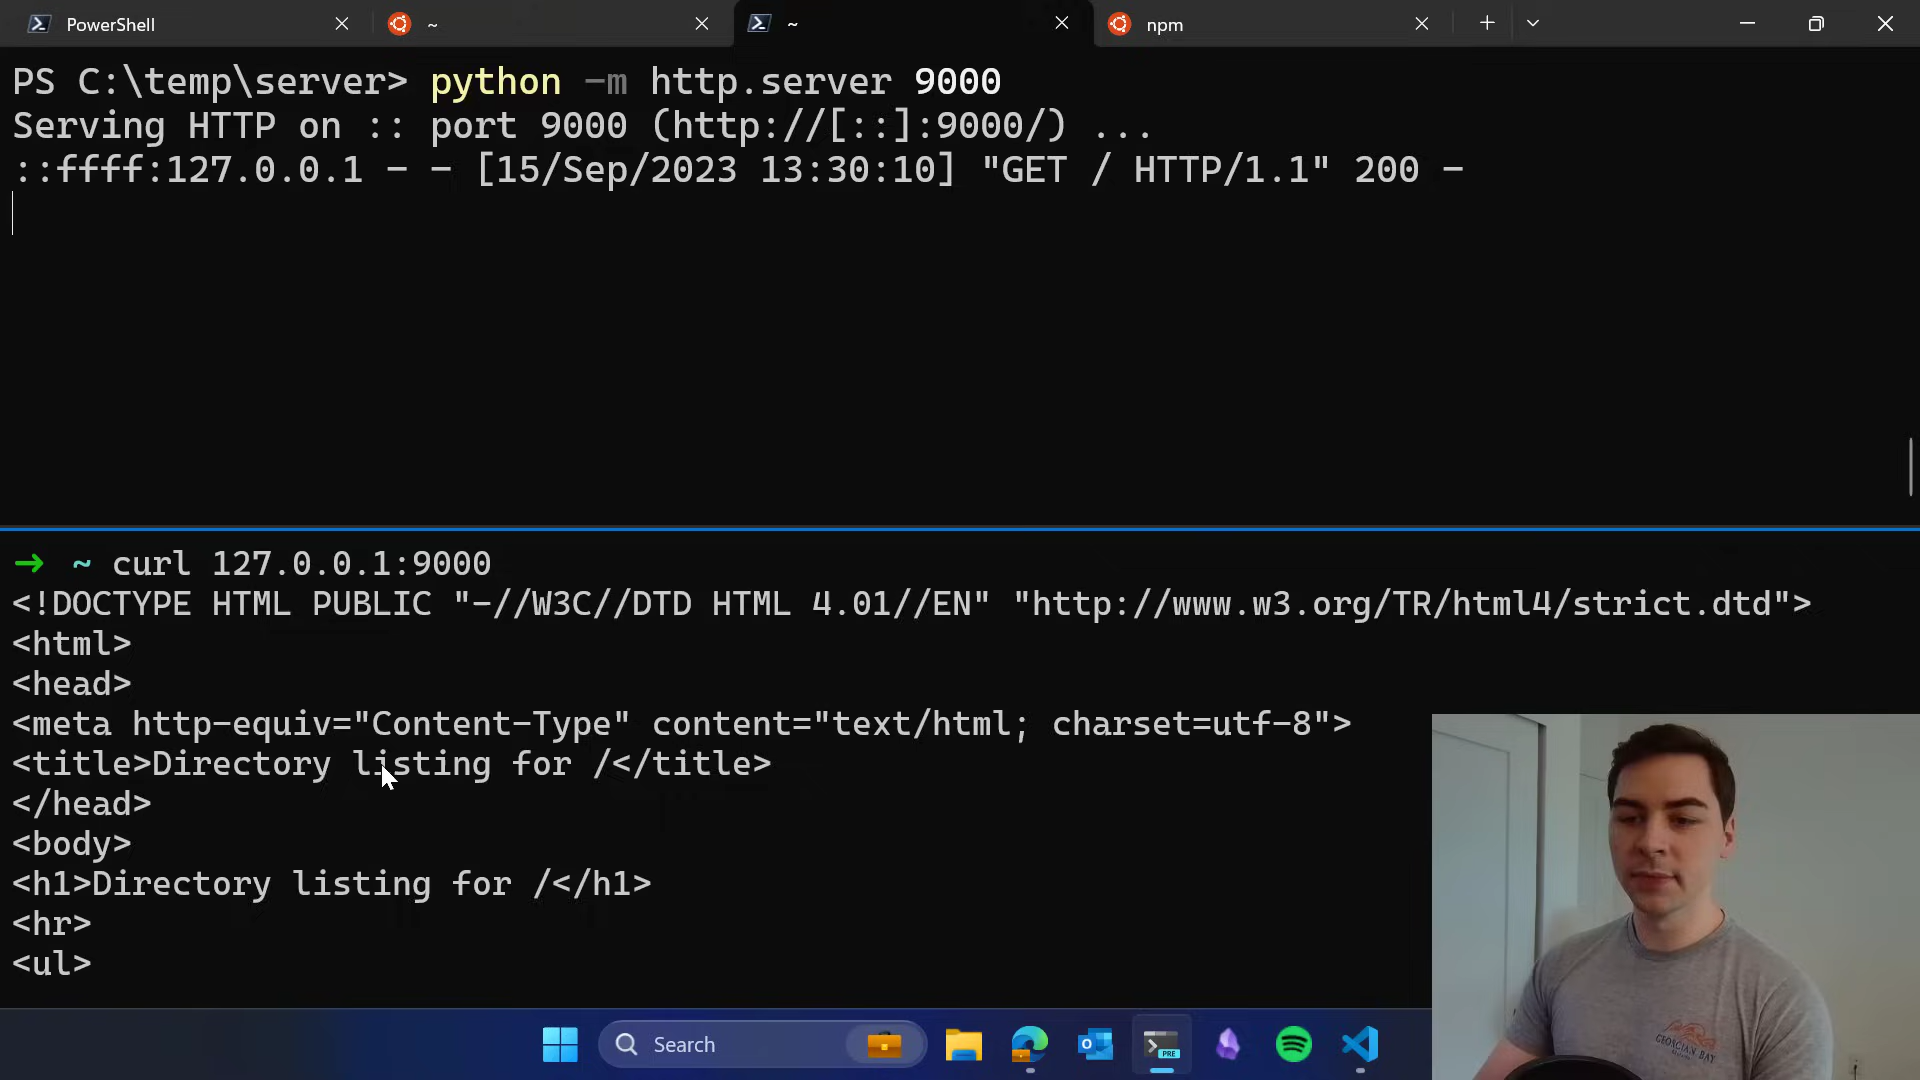 PowerShell
~
~
npm
PS C:\temp\server> python -m http.server 9000
Serving HTTP on :: port 9000 (http://[::]:9000/) ...
::ffff:127.0.0.1 - - [15/Sep/2023 13:30:10] "GET / HTTP/1.1" 200 -
➜ ~ curl 127.0.0.1:9000
<!DOCTYPE HTML PUBLIC "-//W3C//DTD HTML 4.01//EN" "http://www.w3.org/TR/html4/strict.dtd">
<html>
<head>
<meta http-equiv="Content-Type" content="text/html; charset=utf-8">
<title>Directory listing for /</title>
</head>
<body>
<h1>Directory listing for /</h1>
<hr>
<ul>
Search
PRE
GEORGIAN BAY